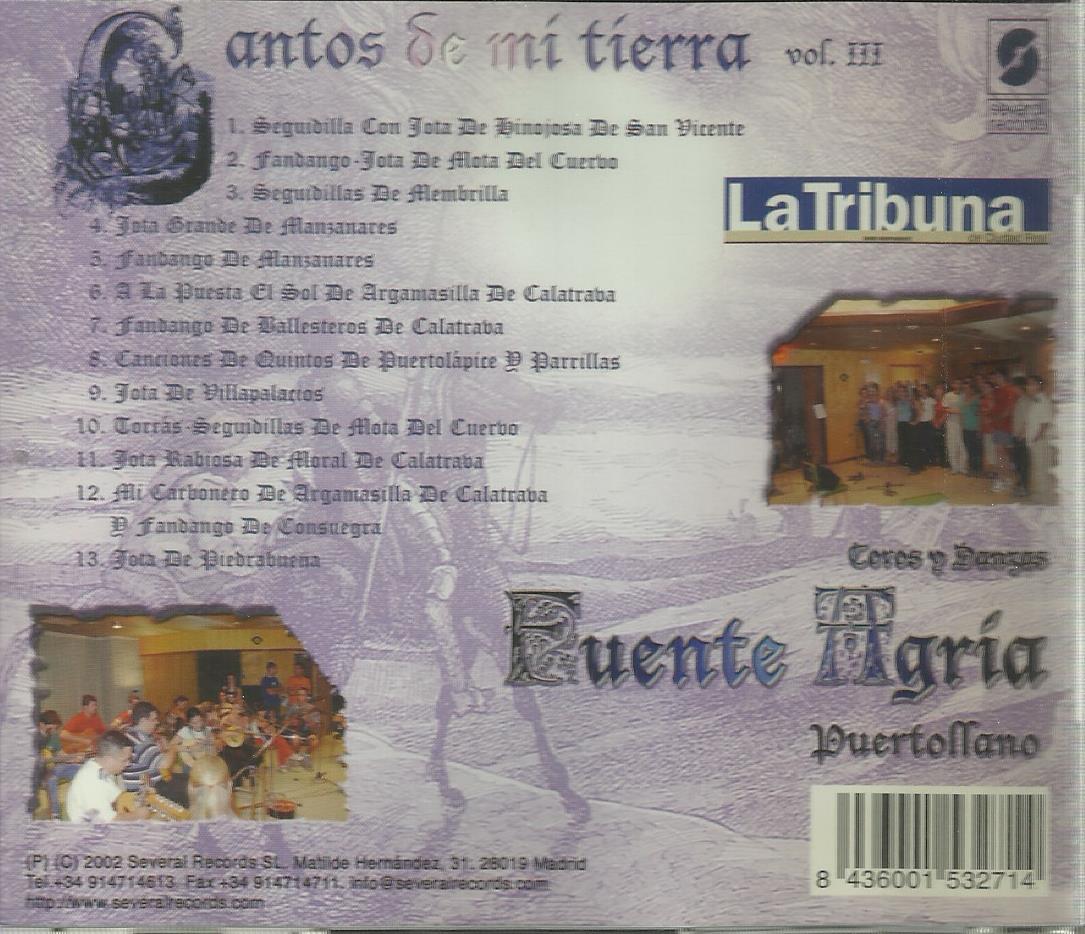 Cantos de mi tierra vol. III
Several
Records
1. Seguidilla Con Jota De Hinojosa De San Vicente
2. Fandango-Jota De Mota Del Cuervo
3. Seguidillas De Membrilla
La Tribuna
de Ciudad Real
4. Jota Grande De Manzanares
5. Fandango De Manzanares
6. A La Puesta El Sol De Argamasilla De Calatrava
7. Fandango De Ballesteros De Calatrava
8. Canciones De Quintos De Puertolápice Y Parrillas
9. Jota De Villapalacios
10. Torrás-Seguidillas De Mota Del Cuervo
11. Jota Rabiosa De Moral De Calatrava
12. Mi Carbonero De Argamasilla De Calatrava
Y Fandango De Consuegra
13. Jota De Piedrabuena
Coros y Danzas
Fuente Agria
Puertollano
(P) (C) 2002 Several Records SL. Matilde Hernández, 31. 28019 Madrid
Tel.+34 914714613 Fax +34 914714711. info@severalrecords.com
http://www.severalrecords.com
8 436001 532714